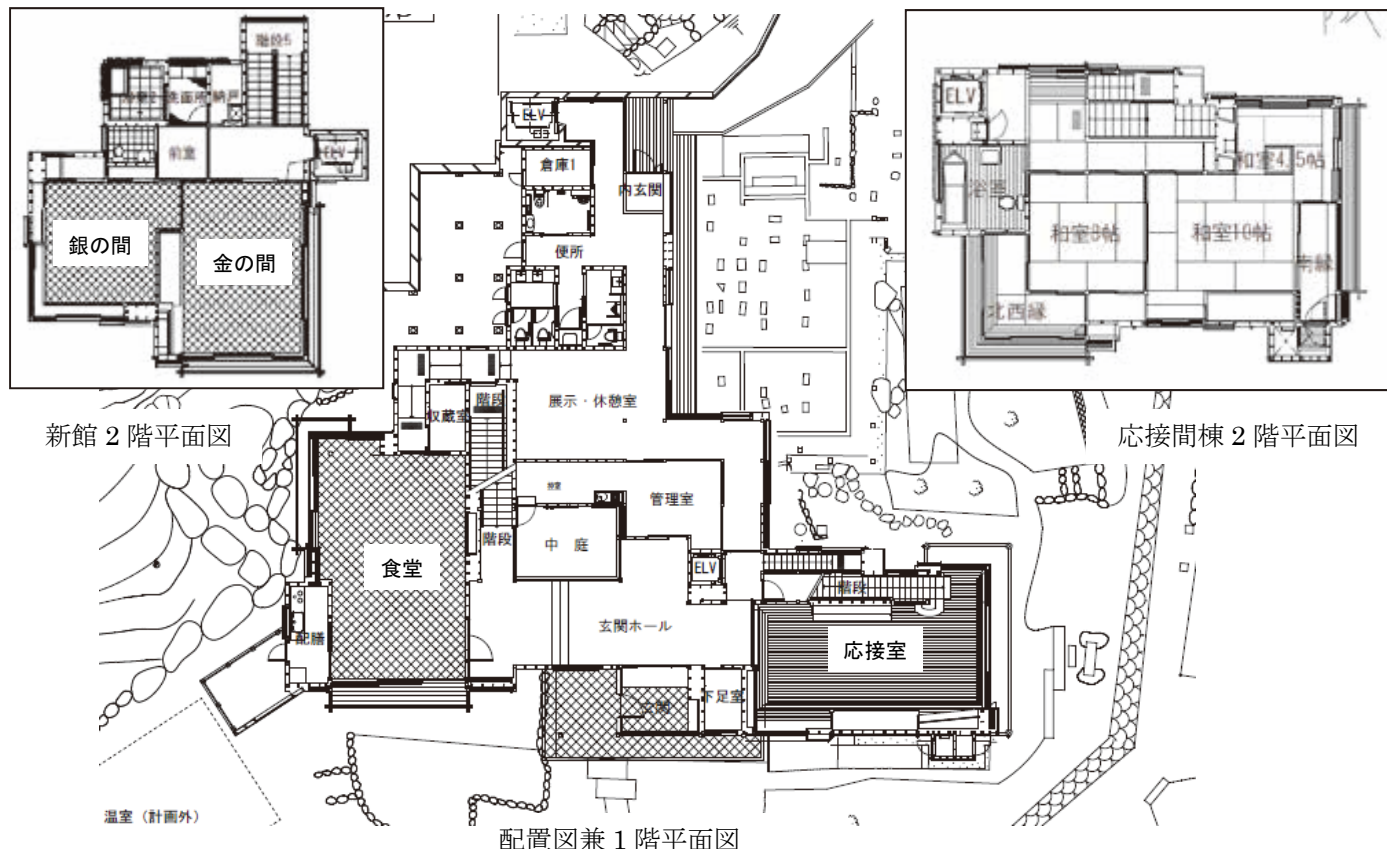 階段5
洗面所
納戸
前室
ELV
銀の間
金の間
新館 2 階平面図
ELV
浴室
和室4.5帖
和室8帖
和室10帖
南縁
北西縁
応接間棟 2 階平面図
ELV
倉庫1
内玄関
便所
展示・休憩室
階段
収蔵室
管理室
中 庭
階段
食堂
ELV
階段
配膳
玄関ホール
応接室
玄関
下足室
温室（計画外）
配置図兼 1 階平面図